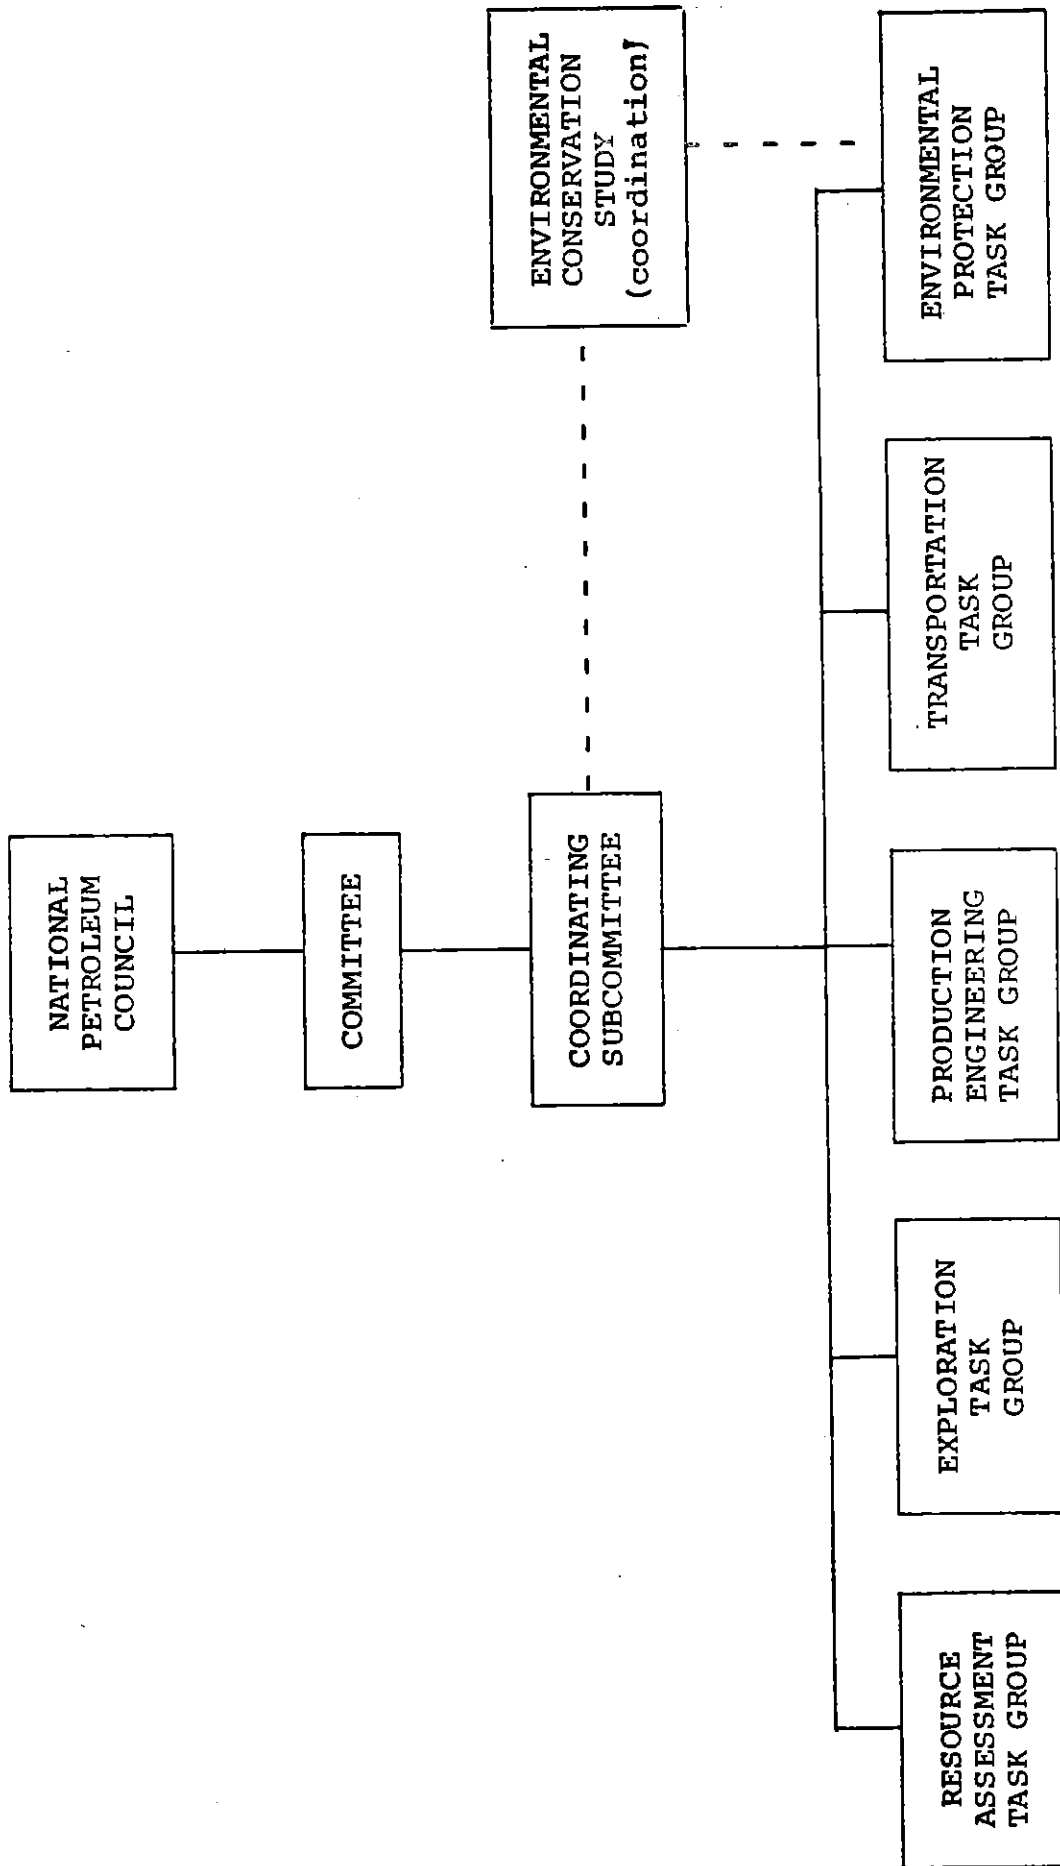 NATIONAL
PETROLEUM
COUNCIL
COMMITTEE
COORDINATING
SUBCOMMITTEE
ENVIRONMENTAL
CONSERVATION
STUDY
(coordination)
RESOURCE
ASSESSMENT
TASK GROUP
EXPLORATION
TASK
GROUP
PRODUCTION
ENGINEERING
TASK GROUP
TRANSPORTATION
TASK
GROUP
ENVIRONMENTAL
PROTECTION
TASK GROUP